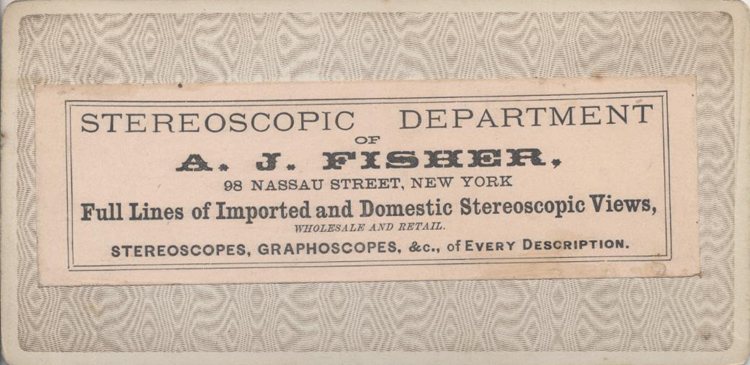 STEREOSCOPIC DEPARTMENT
OF
A. J. FISHER,
98 NASSAU STREET, NEW YORK
Full Lines of Imported and Domestic Stereoscopic Views,
WHOLESALE AND RETAIL.
STEREOSCOPES, GRAPHOSCOPES, &c., of EVERY DESCRIPTION.